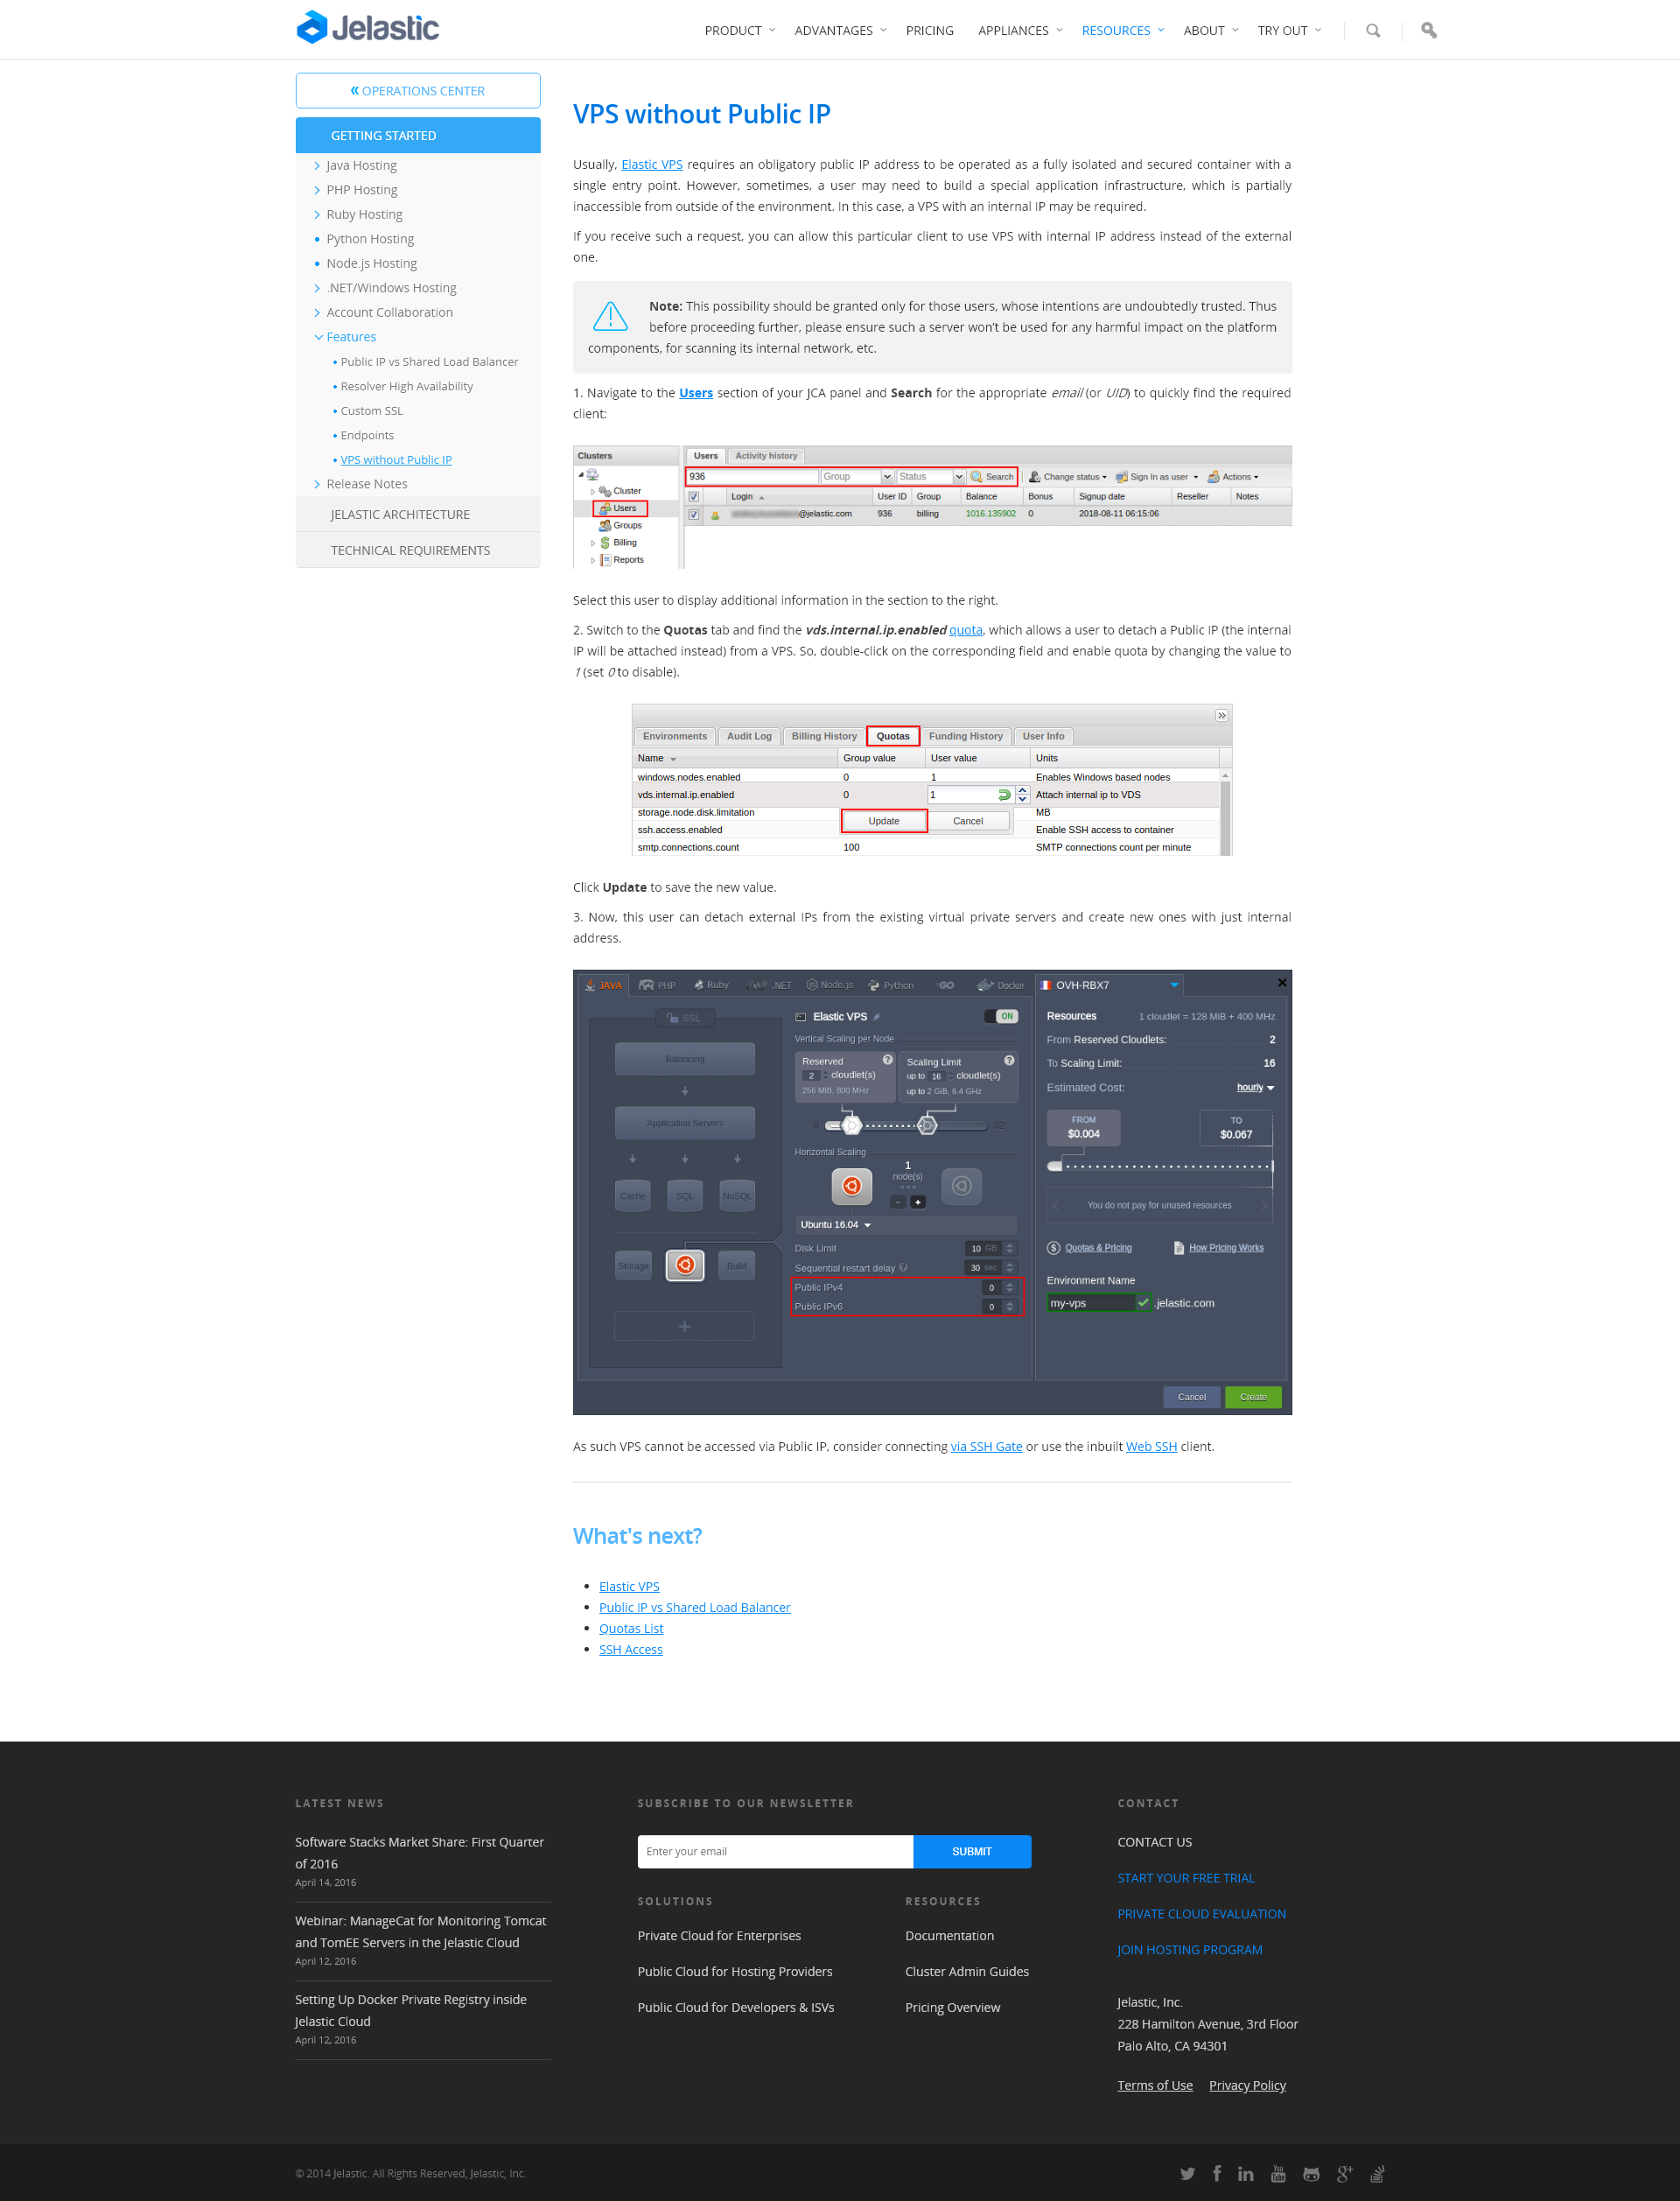 Jelastic
PRODUCT ADVANTAGES PRICING APPLIANCES RESOURCES ABOUT TRY OUT
« OPERATIONS CENTER
GETTING STARTED
Java Hosting
PHP Hosting
Ruby Hosting
Python Hosting
Node.js Hosting
.NET/Windows Hosting
Account Collaboration
Features
Public IP vs Shared Load Balancer
Resolver High Availability
Custom SSL
Endpoints
VPS without Public IP
Release Notes
JELASTIC ARCHITECTURE
TECHNICAL REQUIREMENTS
VPS without Public IP
Usually, Elastic VPS requires an obligatory public IP address to be operated as a fully isolated and secured container with a
single entry point. However, sometimes, a user may need to build a special application infrastructure, which is partially
inaccessible from outside of the environment. In this case, a VPS with an internal IP may be required.
If you receive such a request, you can allow this particular client to use VPS with internal IP address instead of the external
one.
Note: This possibility should be granted only for those users, whose intentions are undoubtedly trusted. Thus
before proceeding further, please ensure such a server won't be used for any harmful impact on the platform
components, for scanning its internal network, etc.
1. Navigate to the Users section of your JCA panel and Search for the appropriate email (or UID) to quickly find the required
client:
Clusters
Cluster
Users
Groups
Billing
Reports
Users Activity history
936 Group Status Search Change status Sign In as user Actions
Login User ID Group Balance Bonus Signup date Reseller Notes
@jelastic.com 936 billing 1016.135902 0 2018-08-11 06:15:06
Select this user to display additional information in the section to the right.
2. Switch to the Quotas tab and find the vds.internal.ip.enabled quota, which allows a user to detach a Public IP (the internal
IP will be attached instead) from a VPS. So, double-click on the corresponding field and enable quota by changing the value to
1 (set 0 to disable).
Environments Audit Log Billing History Quotas Funding History User Info
Name Group value User value Units
windows.nodes.enabled 0 1 Enables Windows based nodes
vds.internal.ip.enabled 0 1 Attach internal ip to VDS
storage.node.disk.limitation MB
Update Cancel
ssh.access.enabled Enable SSH access to container
smtp.connections.count 100 SMTP connections count per minute
Click Update to save the new value.
3. Now, this user can detach external IPs from the existing virtual private servers and create new ones with just internal
address.
JAVA PHP Ruby .NET Node.js Python GO Docker
SSL
Balancing
Application Servers
Cache SQL NoSQL
Storage Build
Elastic VPS ON
Vertical Scaling per Node
Reserved ?
2 cloudlet(s)
256 MiB, 800 MHz
Scaling Limit ?
up to 16 cloudlet(s)
up to 2 GiB, 6.4 GHz
0 32
Horizontal Scaling
1
node(s)
Ubuntu 16.04
Disk Limit 10 GB
Sequential restart delay 30 sec
Public IPv4 0
Public IPv6 0
OVH-RBX7
Resources 1 cloudlet = 128 MiB + 400 MHz
From Reserved Cloudlets: 2
To Scaling Limit: 16
Estimated Cost: hourly
FROM
$0.004
TO
$0.067
You do not pay for unused resources
Quotas & Pricing How Pricing Works
Environment Name
my-vps .jelastic.com
Cancel Create
As such VPS cannot be accessed via Public IP, consider connecting via SSH Gate or use the inbuilt Web SSH client.
What's next?
Elastic VPS
Public IP vs Shared Load Balancer
Quotas List
SSH Access
LATEST NEWS
Software Stacks Market Share: First Quarter
of 2016
April 14, 2016
Webinar: ManageCat for Monitoring Tomcat
and TomEE Servers in the Jelastic Cloud
April 12, 2016
Setting Up Docker Private Registry inside
Jelastic Cloud
April 12, 2016
SUBSCRIBE TO OUR NEWSLETTER
Enter your email SUBMIT
SOLUTIONS
Private Cloud for Enterprises
Public Cloud for Hosting Providers
Public Cloud for Developers & ISVs
RESOURCES
Documentation
Cluster Admin Guides
Pricing Overview
CONTACT
CONTACT US
START YOUR FREE TRIAL
PRIVATE CLOUD EVALUATION
JOIN HOSTING PROGRAM
Jelastic, Inc.
228 Hamilton Avenue, 3rd Floor
Palo Alto, CA 94301
Terms of Use Privacy Policy
© 2014 Jelastic. All Rights Reserved, Jelastic, Inc.